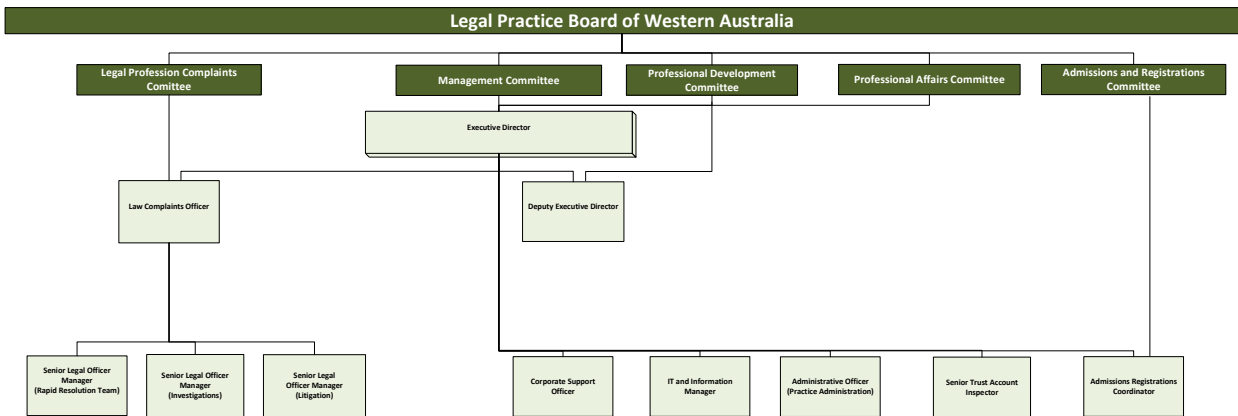 Legal Practice Board of Western Australia
Legal Profession Complaints
Comittee
Management Committee
Professional Development
Committee
Professional Affairs Committee
Admissions and Registrations
Committee
Executive Director
Law Complaints Officer
Deputy Executive Director
Senior Legal Officer
Manager
(Rapid Resolution Team)
Senior Legal Officer
Manager
(Investigations)
Senior Legal
Officer Manager
(Litigation)
Corporate Support
Officer
IT and Information
Manager
Administrative Officer
(Practice Administration)
Senior Trust Account
Inspector
Admissions Registrations
Coordinator